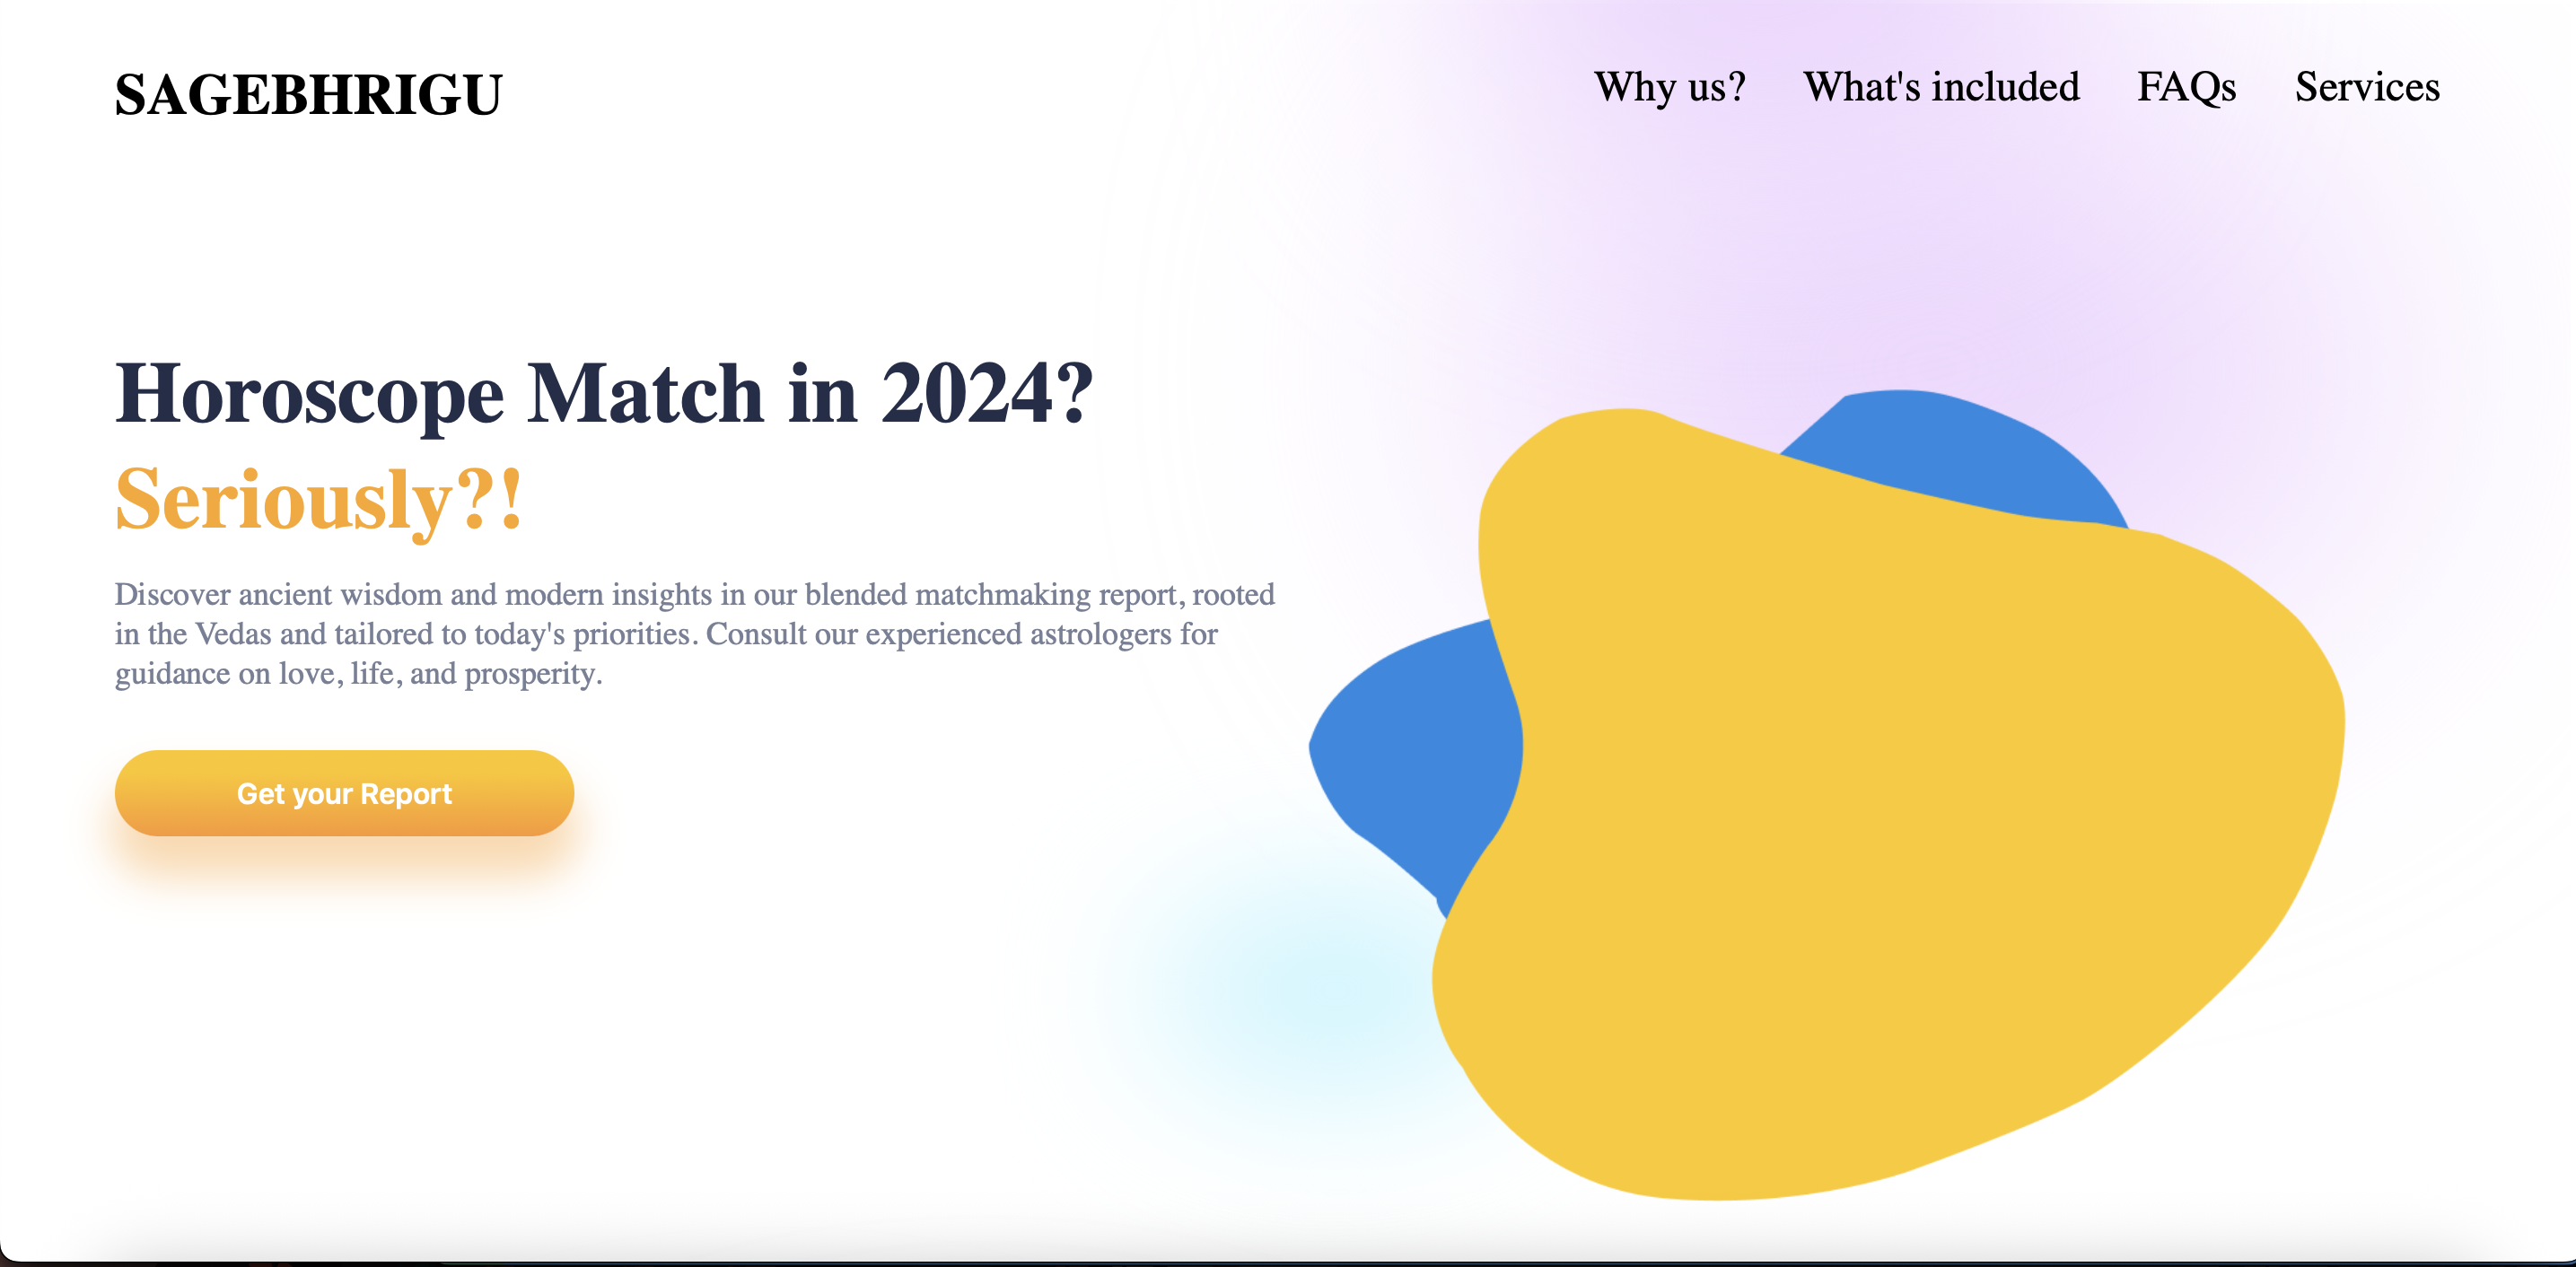 SAGEBHRIGU
Why us? What's included FAQs Services
Horoscope Match in 2024?
Seriously?!
Discover ancient wisdom and modern insights in our blended matchmaking report, rooted
in the Vedas and tailored to today's priorities. Consult our experienced astrologers for
guidance on love, life, and prosperity.
Get your Report